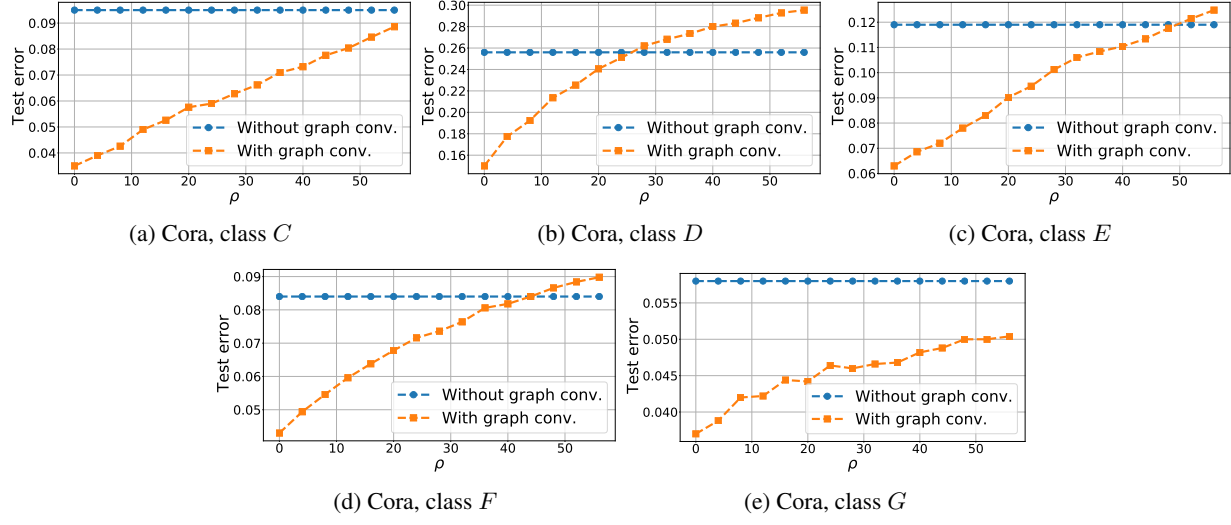 0.09
0.08
0.07
0.06
0.05
0.04
Test error
Without graph conv.
With graph conv.
0 10 20 30 40 50
ρ
(a) Cora, class C
0.30
0.28
0.26
0.24
0.22
0.20
0.18
0.16
Test error
Without graph conv.
With graph conv.
0 10 20 30 40 50
ρ
(b) Cora, class D
0.12
0.11
0.10
0.09
0.08
0.07
0.06
Test error
Without graph conv.
With graph conv.
0 10 20 30 40 50
ρ
(c) Cora, class E
0.09
0.08
0.07
0.06
0.05
Test error
Without graph conv.
With graph conv.
0 10 20 30 40 50
ρ
(d) Cora, class F
0.055
0.050
0.045
0.040
Test error
Without graph conv.
With graph conv.
0 10 20 30 40 50
ρ
(e) Cora, class G